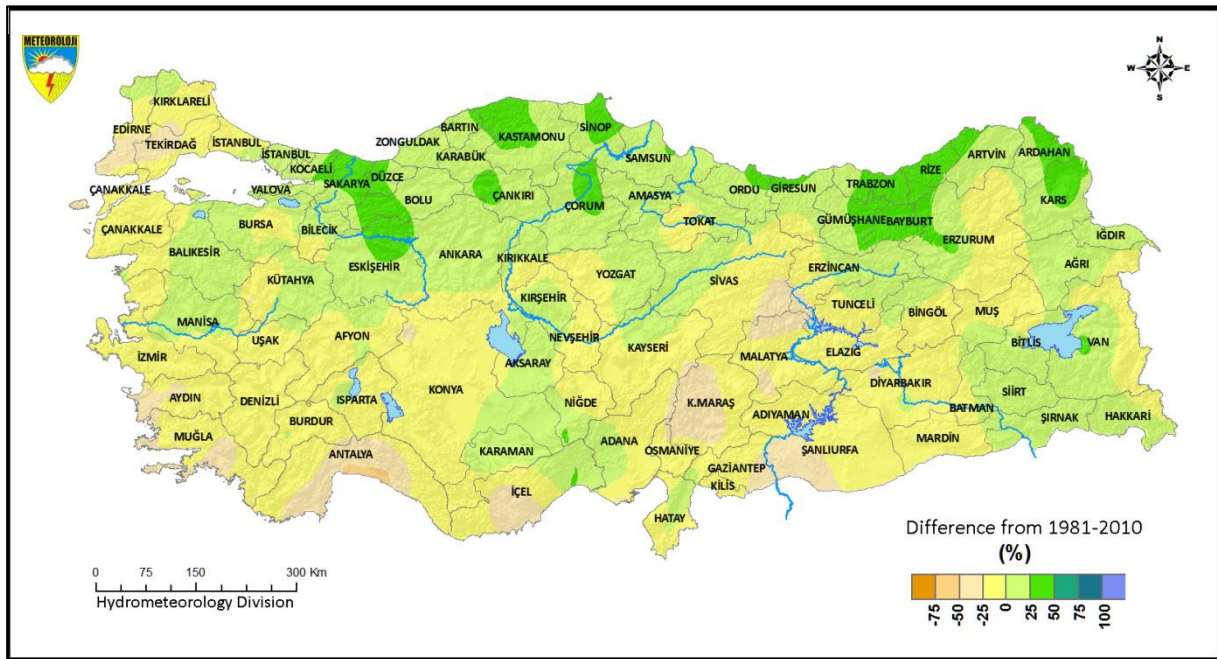 METEOROLOJİ
N
W
E
S
KIRKLARELİ
EDİRNE
TEKİRDAĞ
İSTANBUL
İSTANBUL
KOCAELİ
YALOVA
SAKARYA
DÜZCE
ZONGULDAK
BARTIN
KARABÜK
KASTAMONU
SİNOP
SAMSUN
BOLU
ÇANKIRI
ÇORUM
AMASYA
TOKAT
ORDU
GİRESUN
TRABZON
RİZE
ARTVİN
ARDAHAN
KARS
GÜMÜŞHANE
BAYBURT
ERZURUM
IĞDIR
AĞRI
ÇANAKKALE
ÇANAKKALE
BALIKESİR
BURSA
BİLECİK
ESKİŞEHİR
ANKARA
KIRIKKALE
YOZGAT
SİVAS
ERZİNCAN
TUNCELİ
BİNGÖL
MUŞ
BİTLİS
VAN
KÜTAHYA
MANİSA
UŞAK
AFYON
KIRŞEHİR
NEVŞEHİR
KAYSERİ
MALATYA
ELAZIĞ
DİYARBAKIR
BATMAN
SİİRT
ŞIRNAK
HAKKARİ
İZMİR
AYDIN
DENİZLİ
ISPARTA
BURDUR
KONYA
AKSARAY
NİĞDE
K.MARAŞ
ADIYAMAN
MARDİN
MUĞLA
ANTALYA
KARAMAN
İÇEL
ADANA
OSMANİYE
GAZİANTEP
KİLİS
ŞANLIURFA
HATAY
Difference from 1981-2010
(%)
-75
-50
-25
0
25
50
75
100
0 75 150 300 Km
Hydrometeorology Division